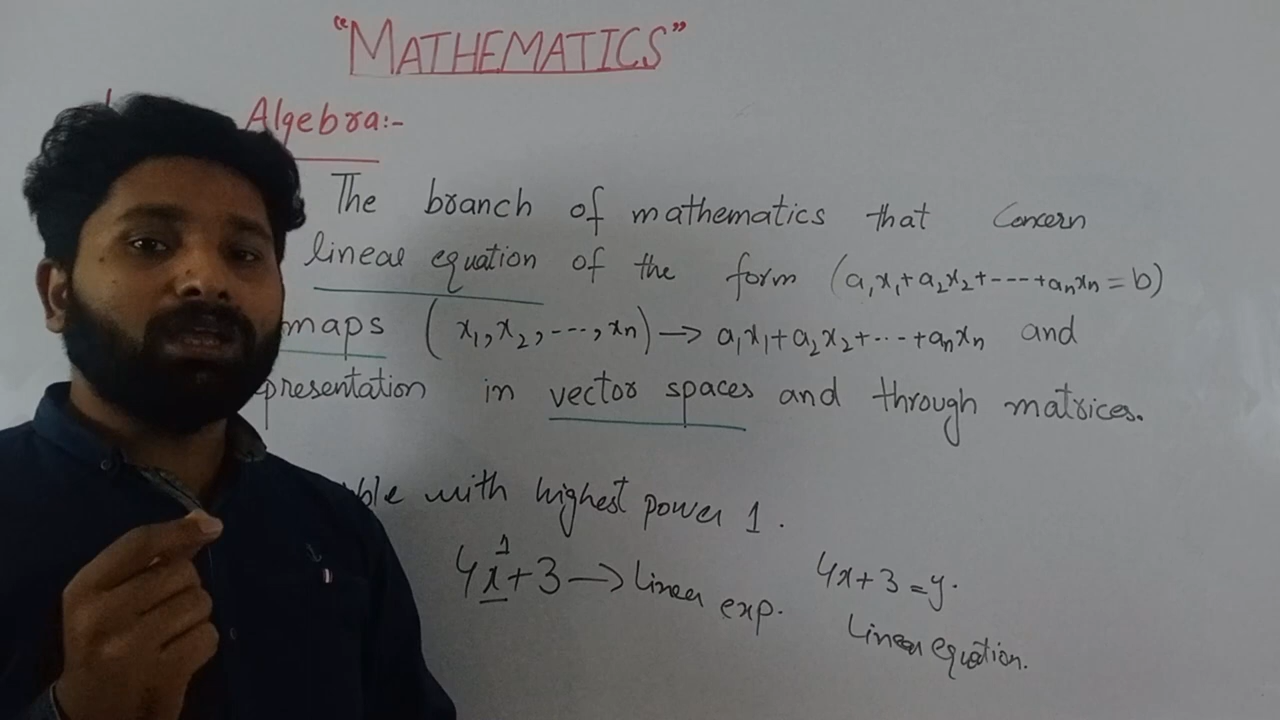 "MATHEMATICS"
Algebra:-
The branch of mathematics that concern
linear equation of the form (a₁x₁+a₂x₂+----+aₙxₙ=b)
maps (x₁,x₂,---,xₙ)→a₁x₁+a₂x₂+---+aₙxₙ and
presentation in vector spaces and through matrices.
ble with highest power 1.
4x¹+3→linear exp.
4x+3=y.
Linear equation.